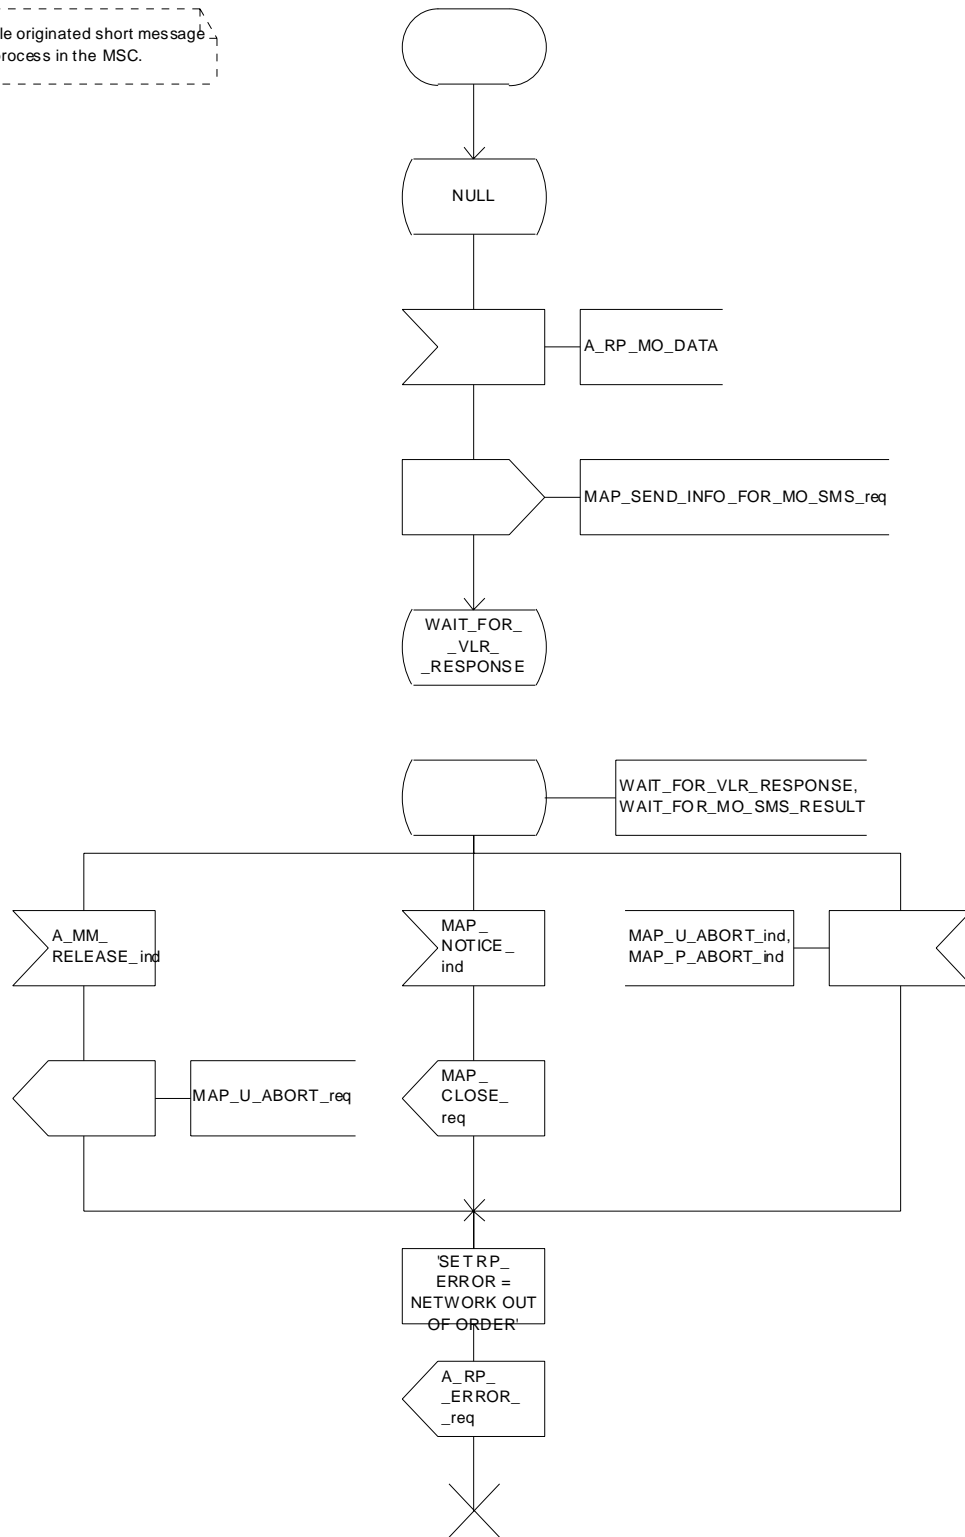 le originated short message
rocess in the MSC.
NULL
A_RP_MO_DATA
MAP_SEND_INFO_FOR_MO_SMS_req
WAIT_FOR_
_VLR_
_RESPONSE
WAIT_FOR_VLR_RESPONSE,
WAIT_FOR_MO_SMS_RESULT
A_MM_
RELEASE_ind
MAP_
NOTICE_
ind
MAP_U_ABORT_ind,
MAP_P_ABORT_ind
MAP_U_ABORT_req
MAP_
CLOSE_
req
'SET RP_
ERROR =
NETWORK OUT
OF ORDER'
A_RP_
_ERROR_
_req